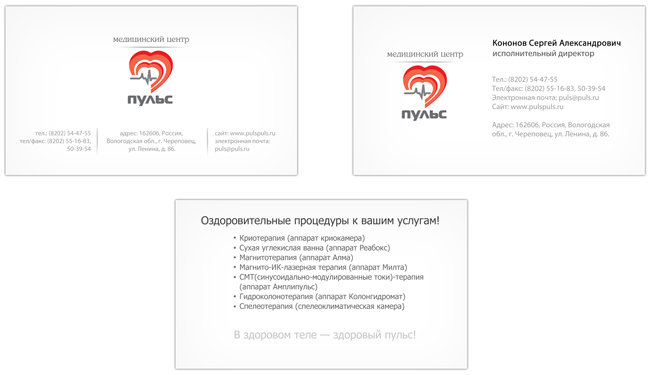 медицинский центр
ПУЛЬС
тел.: (8202) 54-47-55
тел/факс: (8202) 55-16-83,
50-39-54
адрес: 162606, Россия,
Вологодская обл., г. Череповец,
ул. Ленина, д. 86.
сайт: www.pulspuls.ru
электронная почта:
puls@puls.ru
медицинский центр
ПУЛЬС
Кононов Сергей Александрович
исполнительный директор
Тел.: (8202) 54-47-55
Тел/факс: (8202) 55-16-83, 50-39-54
Электронная почта: puls@puls.ru
Сайт: www.pulspuls.ru
Адрес: 162606, Россия, Вологодская
обл., г. Череповец, ул. Ленина, д. 86.
Оздоровительные процедуры к вашим услугам!
• Криотерапия (аппарат криокамера)
• Сухая углекислая ванна (аппарат Реабокс)
• Магнитотерапия (аппарат Алма)
• Магнито-ИК-лазерная терапия (аппарат Милта)
• СМТ(синусоидально-модулированные токи)-терапия
(аппарат Амплипульс)
• Гидроколонотерапия (аппарат Колонгидромат)
• Спелеотерапия (спелеоклиматическая камера)
В здоровом теле — здоровый пульс!